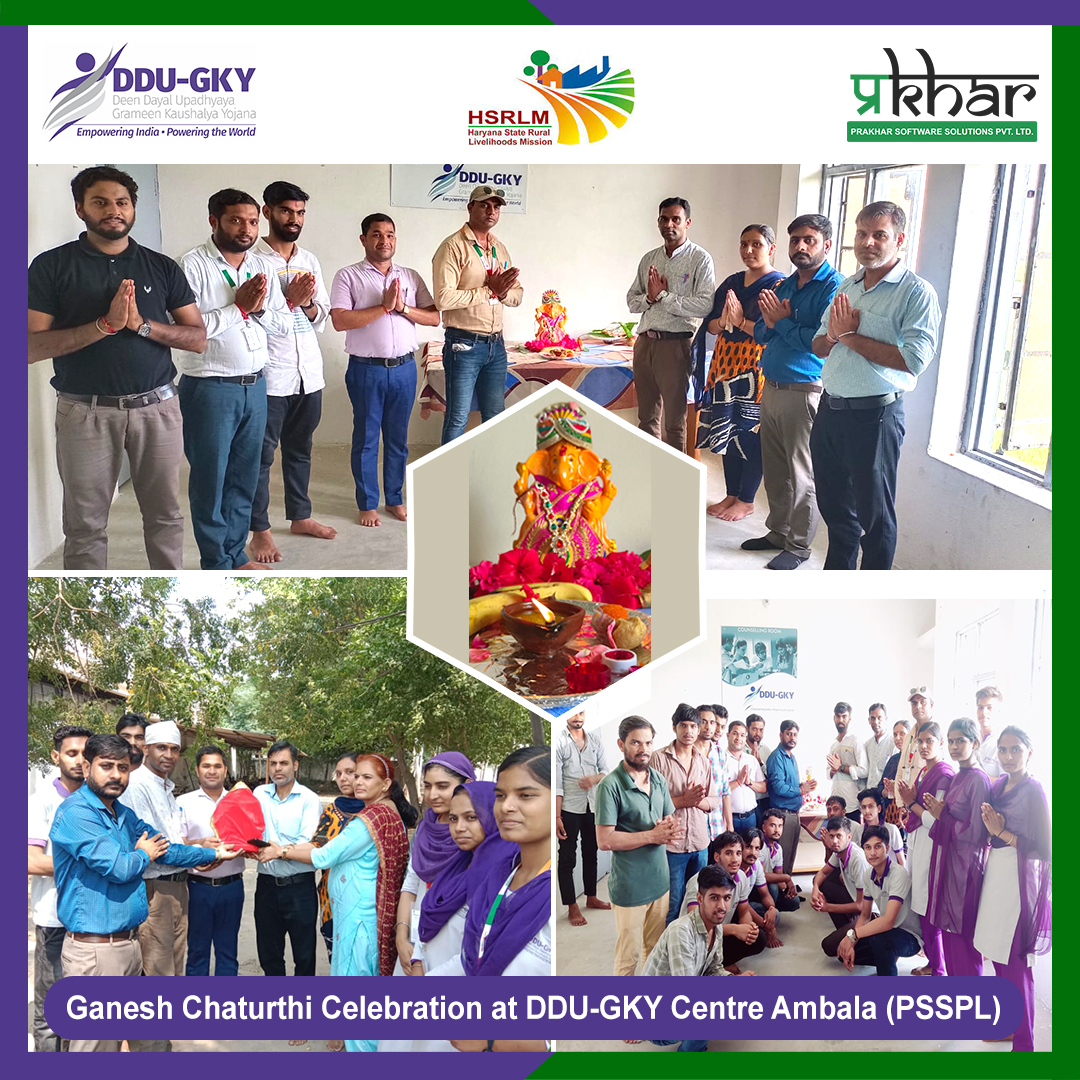 DDU-GKY
Deen Dayal Upadhyaya
Grameen Kaushalya Yojana
Empowering India • Powering the World
HSRLM
Haryana State Rural
Livelihoods Mission
प्रkhar
PRAKHAR SOFTWARE SOLUTIONS PVT. LTD.
DDU-GKY
COUNSELLING ROOM
DDU-GKY
Ganesh Chaturthi Celebration at DDU-GKY Centre Ambala (PSSPL)